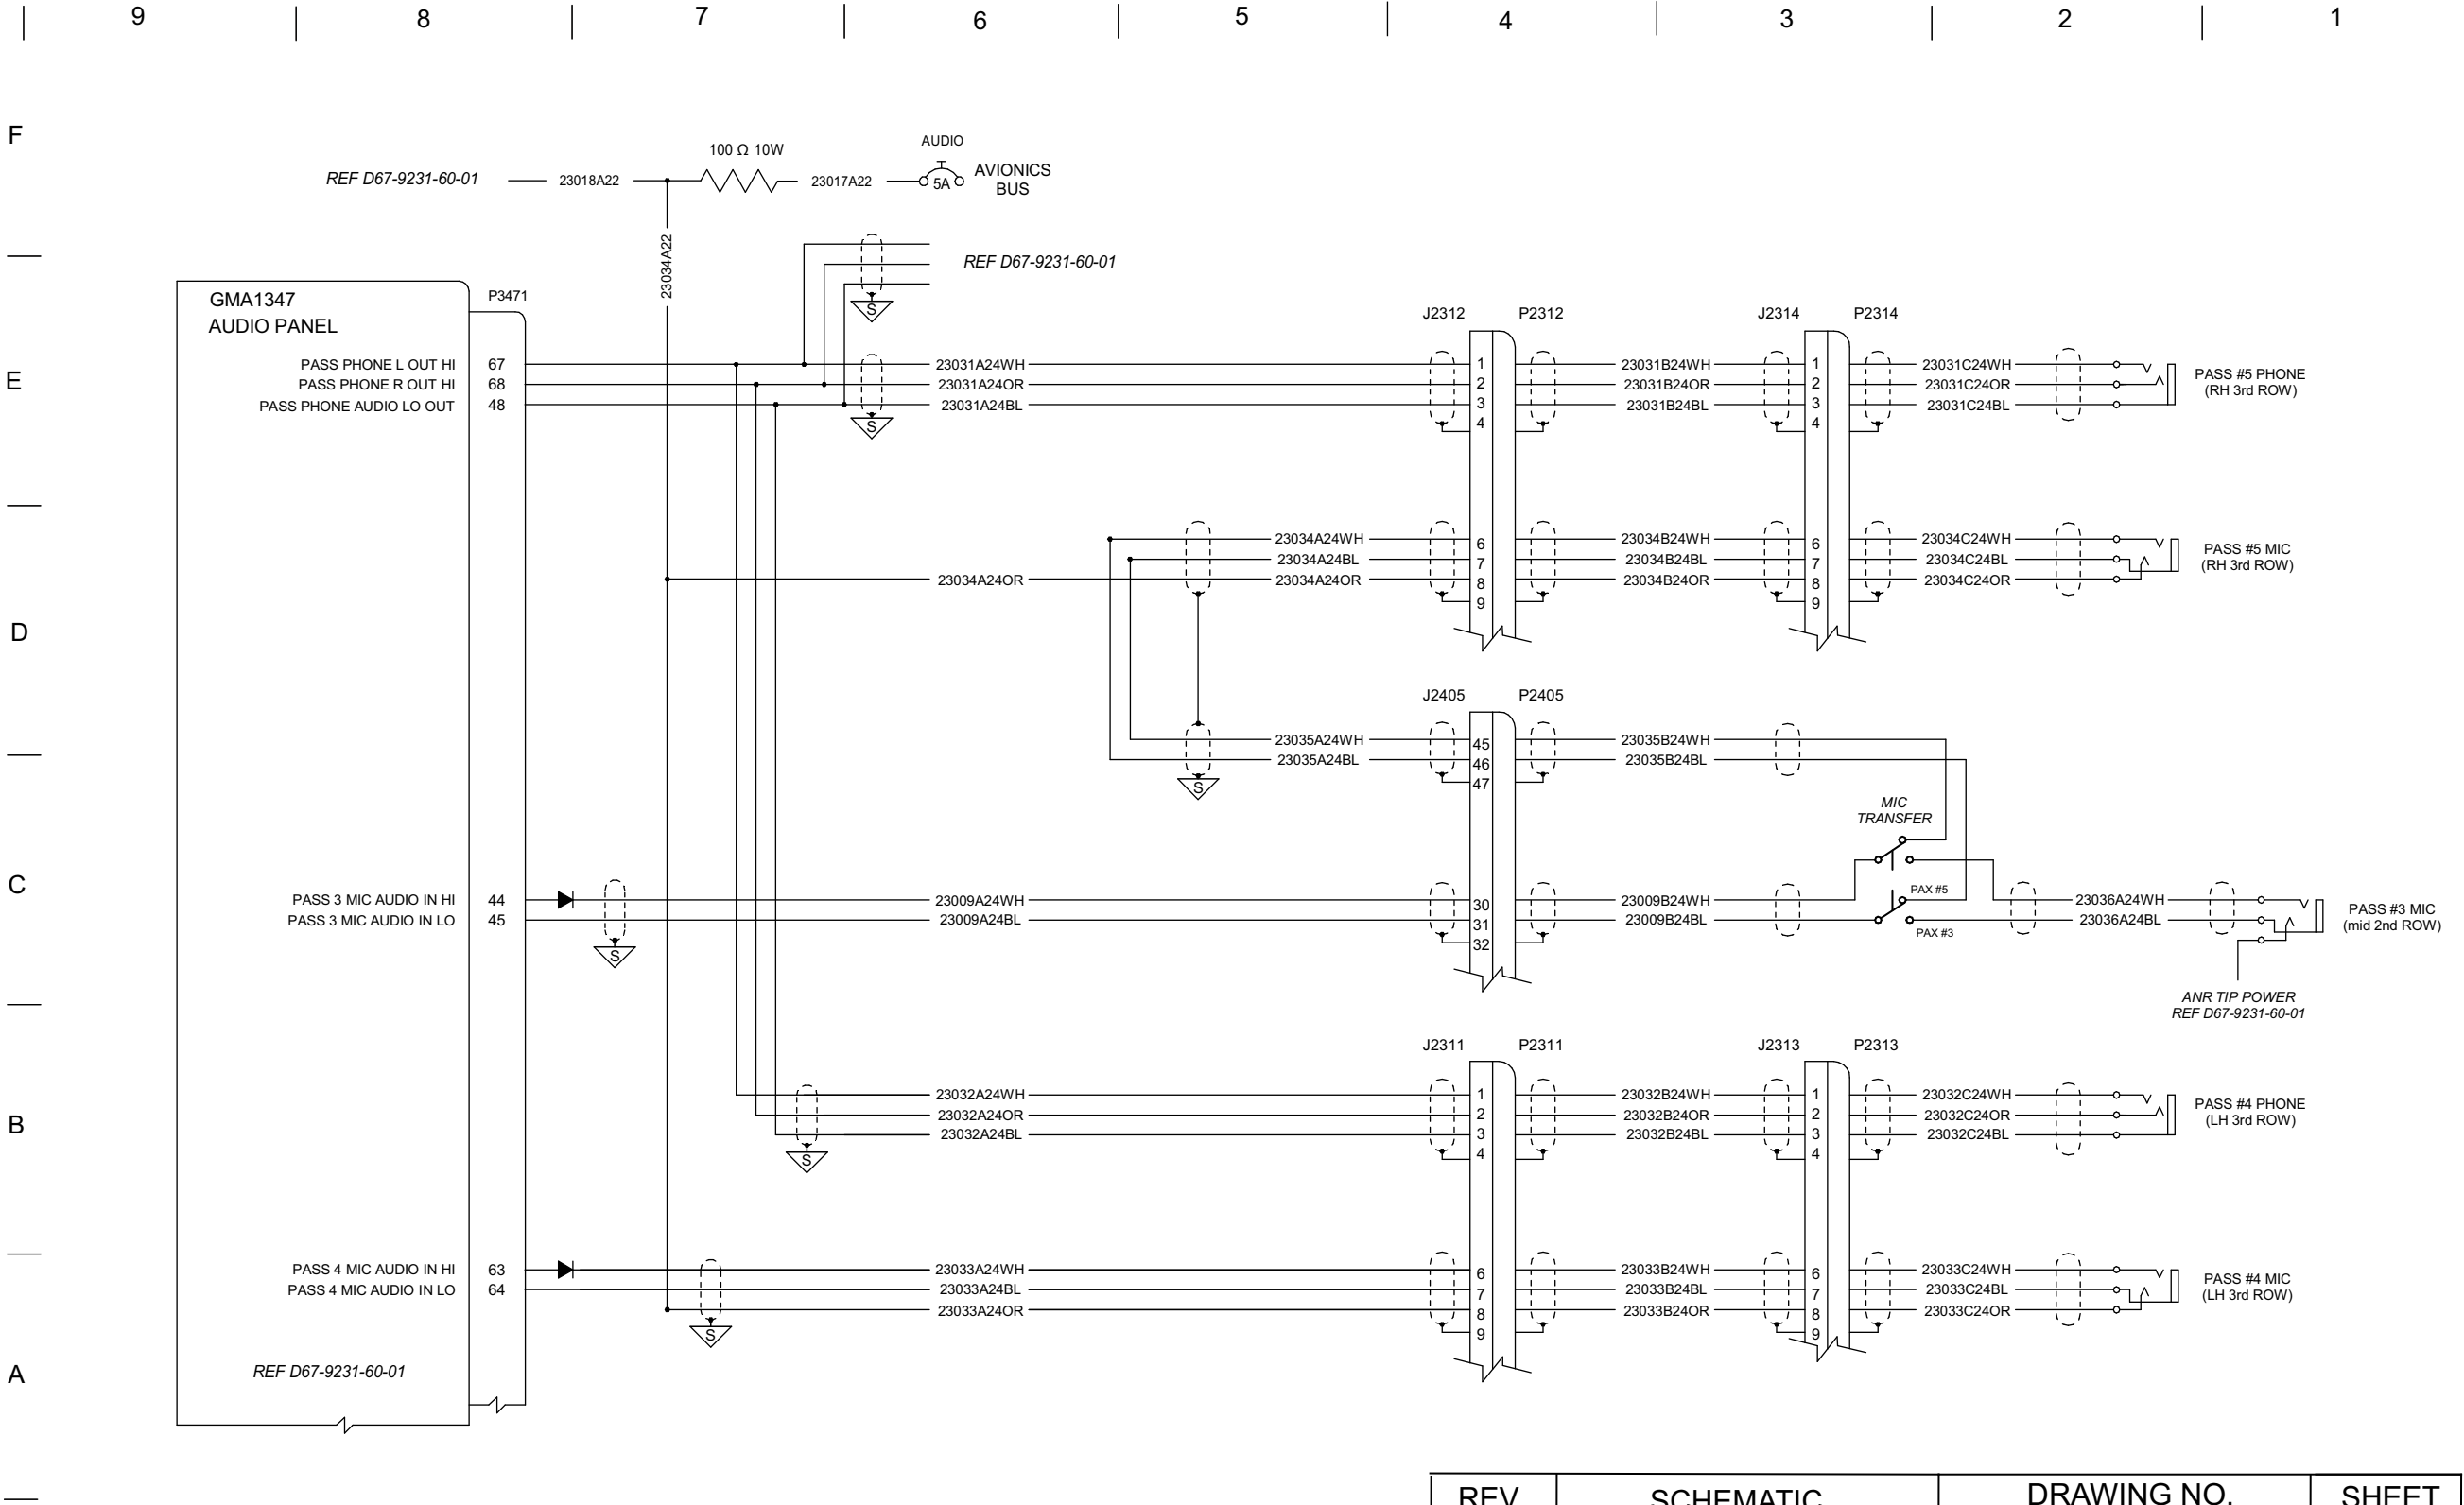 9 8 7 6 5 4 3 2 1
F
AUDIO
100 Ω 10W
REF D67-9231-60-01 23018A22 23017A22 5A AVIONICS
BUS
23034A22
REF D67-9231-60-01
S
GMA1347
AUDIO PANEL
P3471
J2312 P2312 J2314 P2314
E
PASS PHONE L OUT HI 67 23031A24WH 1 23031B24WH 1 23031C24WH
PASS PHONE R OUT HI 68 23031A24OR 2 23031B24OR 2 23031C24OR
PASS PHONE AUDIO LO OUT 48 23031A24BL 3 23031B24BL 3 23031C24BL
S 4 4
PASS #5 PHONE
(RH 3rd ROW)
23034A24WH 6 23034B24WH 6 23034C24WH
23034A24BL 7 23034B24BL 7 23034C24BL
23034A24OR 23034A24OR 8 23034B24OR 8 23034C24OR
9 9
PASS #5 MIC
(RH 3rd ROW)
D
J2405 P2405
23035A24WH 45 23035B24WH
23035A24BL 46 23035B24BL
S 47
MIC
TRANSFER
C
PAX #5
PASS 3 MIC AUDIO IN HI 44 23009A24WH 30 23009B24WH 23036A24WH
PASS 3 MIC AUDIO IN LO 45 23009A24BL 31 23009B24BL 23036A24BL
PAX #3
S 32
PASS #3 MIC
(mid 2nd ROW)
ANR TIP POWER
REF D67-9231-60-01
J2311 P2311 J2313 P2313
B
23032A24WH 1 23032B24WH 1 23032C24WH
23032A24OR 2 23032B24OR 2 23032C24OR
23032A24BL 3 23032B24BL 3 23032C24BL
S 4 4
PASS #4 PHONE
(LH 3rd ROW)
PASS 4 MIC AUDIO IN HI 63 23033A24WH 6 23033B24WH 6 23033C24WH
PASS 4 MIC AUDIO IN LO 64 23033A24BL 7 23033B24BL 7 23033C24BL
23033A24OR 8 23033B24OR 8 23033C24OR
S 9 9
PASS #4 MIC
(LH 3rd ROW)
A
REF D67-9231-60-01
REV SCHEMATIC DRAWING NO. SHEET